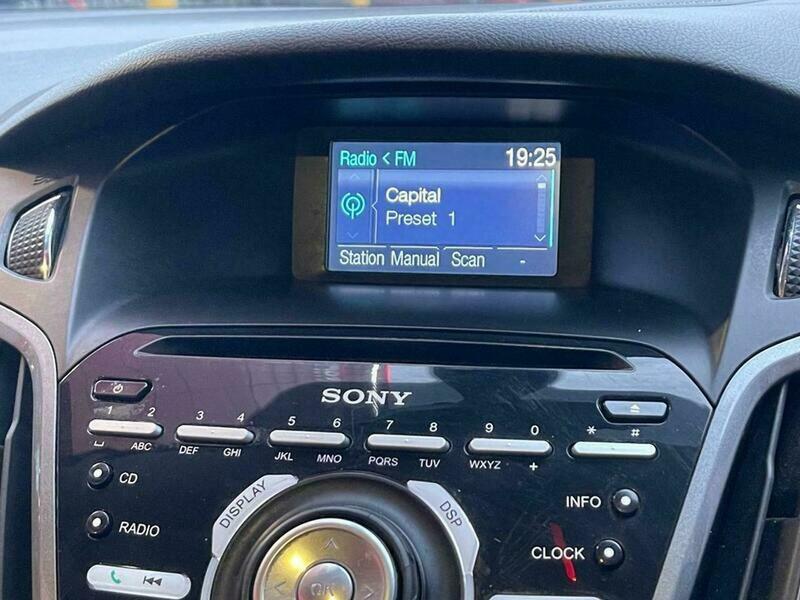 Radio < FM 19:25
Capital
Preset 1
Station Manual Scan -
SONY
1 2 3 4 5 6 7 8 9 0 * #
ABC DEF GHI JKL MNO PQRS TUV WXYZ +
CD
RADIO
DISPLAY
DSP
INFO
CLOCK
OK